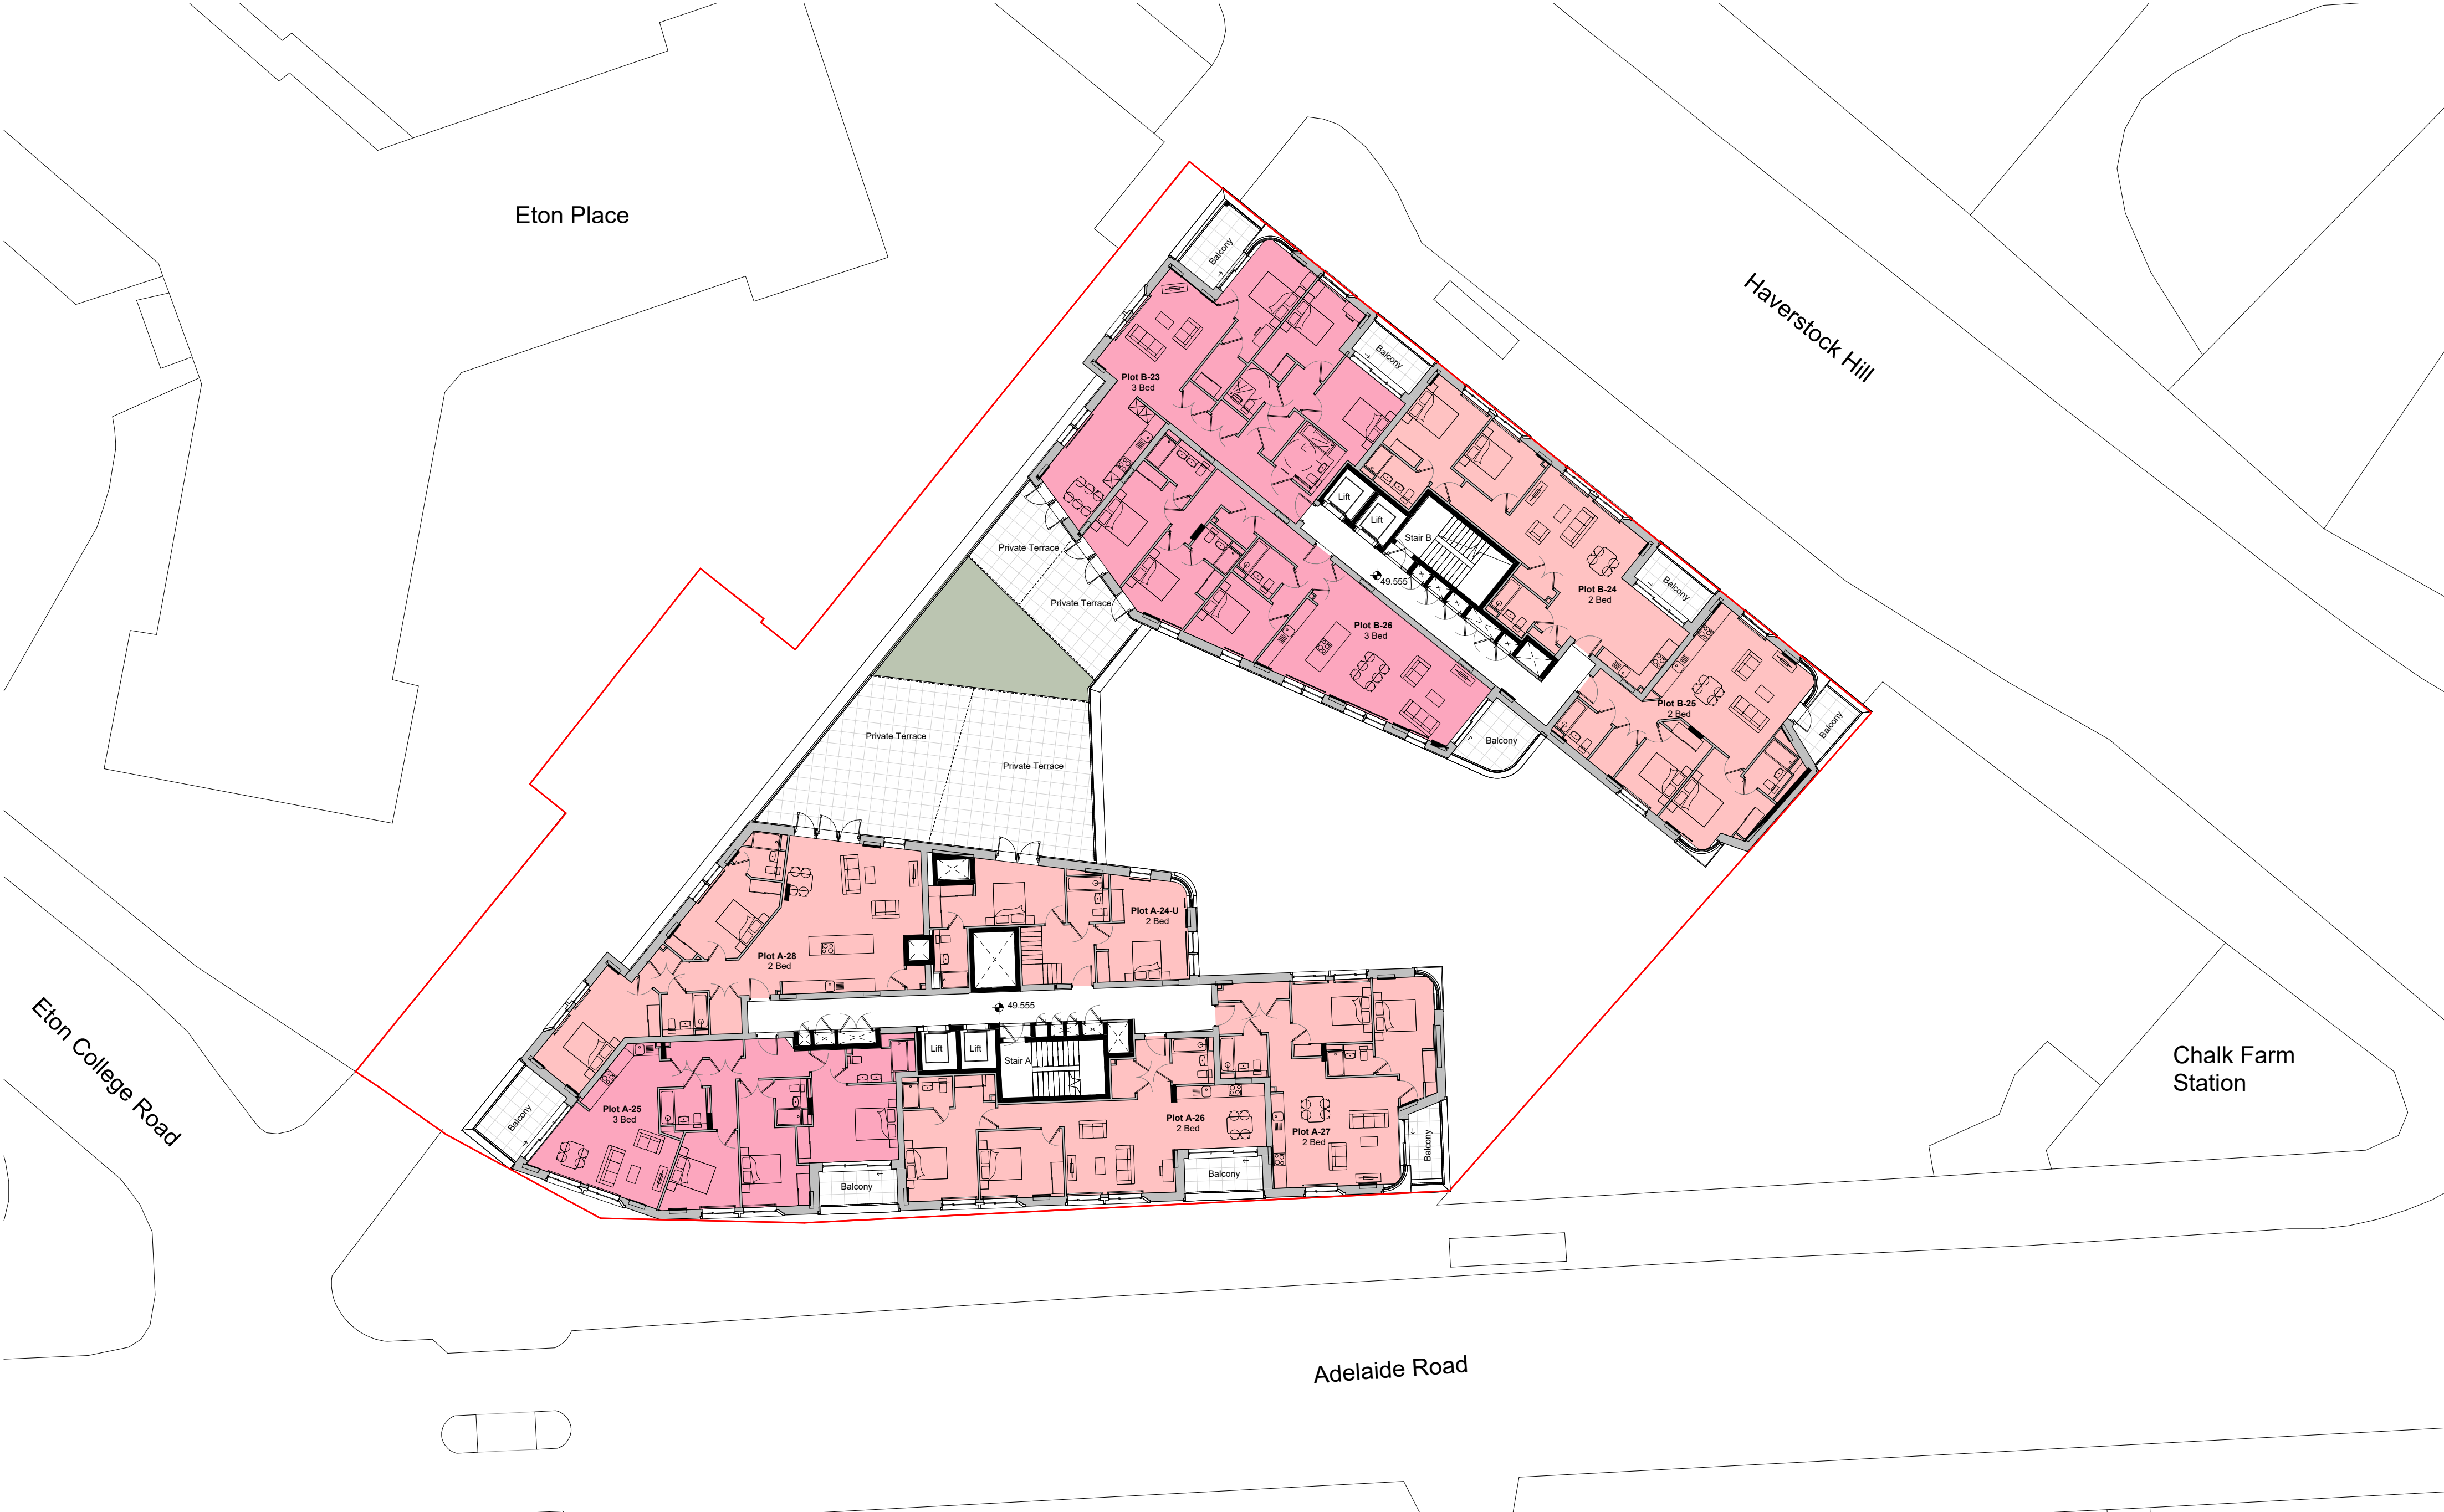 Eton Place
Haverstock Hill
Balcony
Balcony
Plot B-23
3 Bed
Lift
Lift
Stair B
49.555
Private Terrace
Private Terrace
Plot B-24
2 Bed
Balcony
Plot B-26
3 Bed
Plot B-25
2 Bed
Balcony
Balcony
Private Terrace
Private Terrace
Plot A-24-U
2 Bed
Plot A-28
2 Bed
49.555
Eton College Road
Lift
Lift
Stair A
Chalk Farm
Station
Plot A-25
3 Bed
Balcony
Plot A-26
2 Bed
Plot A-27
2 Bed
Balcony
Balcony
Balcony
Adelaide Road